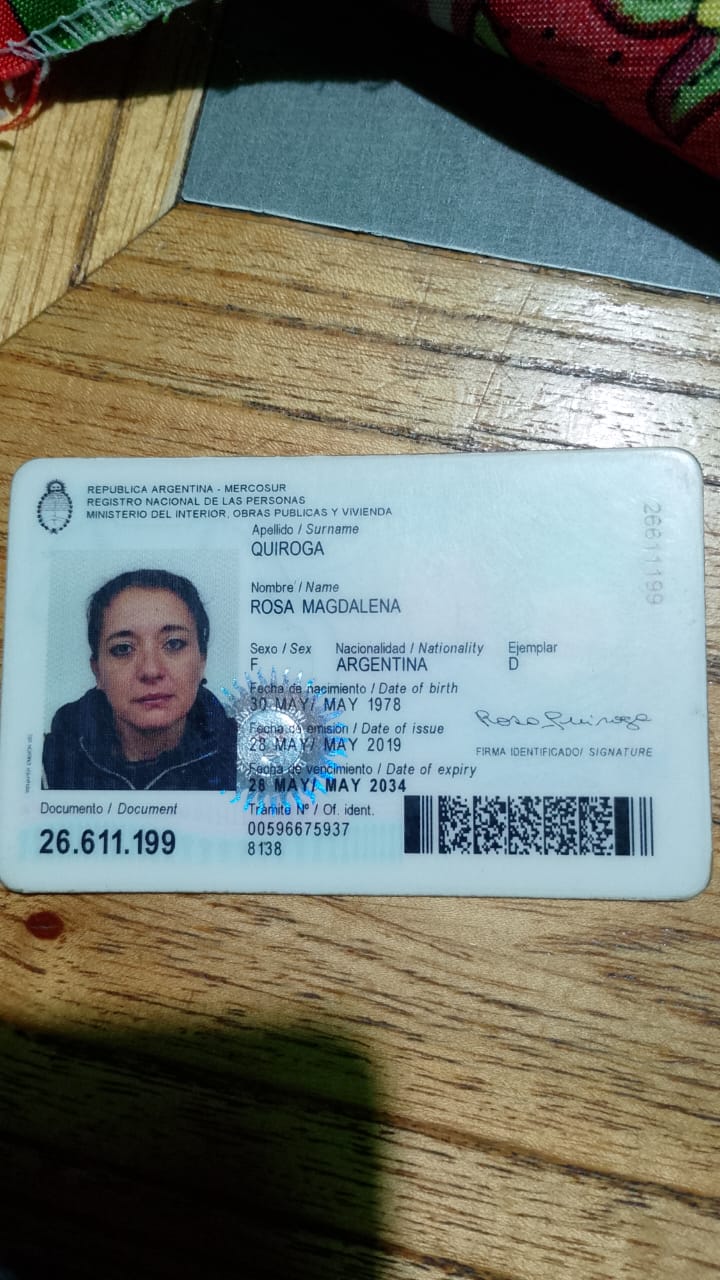 REPUBLICA ARGENTINA - MERCOSUR
REGISTRO NACIONAL DE LAS PERSONAS
MINISTERIO DEL INTERIOR, OBRAS PUBLICAS Y VIVIENDA
Apellido / Surname
QUIROGA
Nombre / Name
ROSA MAGDALENA
Sexo / Sex Nacionalidad / Nationality Ejemplar
F ARGENTINA D
Fecha de nacimiento / Date of birth
30 MAY/ MAY 1978
Fecha de emisión / Date of issue
28 MAY/ MAY 2019
Rosa Quiroga
FIRMA IDENTIFICADO/ SIGNATURE
Fecha de vencimiento / Date of expiry
28 MAY/ MAY 2034
Documento / Document
26.611.199
Trámite Nº / Of. ident.
00596675937
8138
26611199